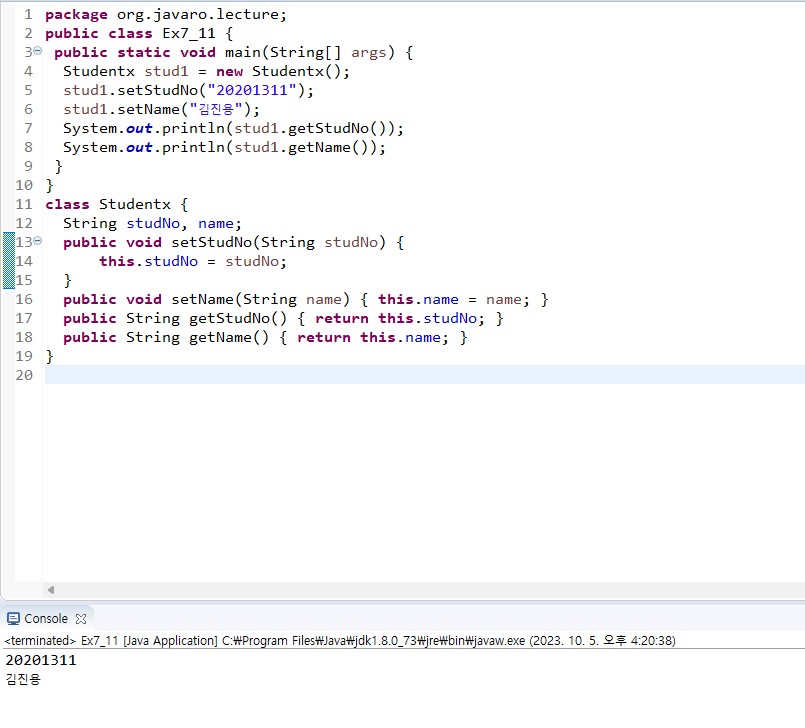 1 package org.javaro.lecture;
2 public class Ex7_11 {
3 public static void main(String[] args) {
4 Studentx stud1 = new Studentx();
5 stud1.setStudNo("20201311");
6 stud1.setName("김진용");
7 System.out.println(stud1.getStudNo());
8 System.out.println(stud1.getName());
9 }
10 }
11 class Studentx {
12 String studNo, name;
13 public void setStudNo(String studNo) {
14 this.studNo = studNo;
15 }
16 public void setName(String name) { this.name = name; }
17 public String getStudNo() { return this.studNo; }
18 public String getName() { return this.name; }
19 }
20
Console
<terminated> Ex7_11 [Java Application] C:₩Program Files₩Java₩jdk1.8.0_73₩jre₩bin₩javaw.exe (2023. 10. 5. 오후 4:20:38)
20201311
김진용